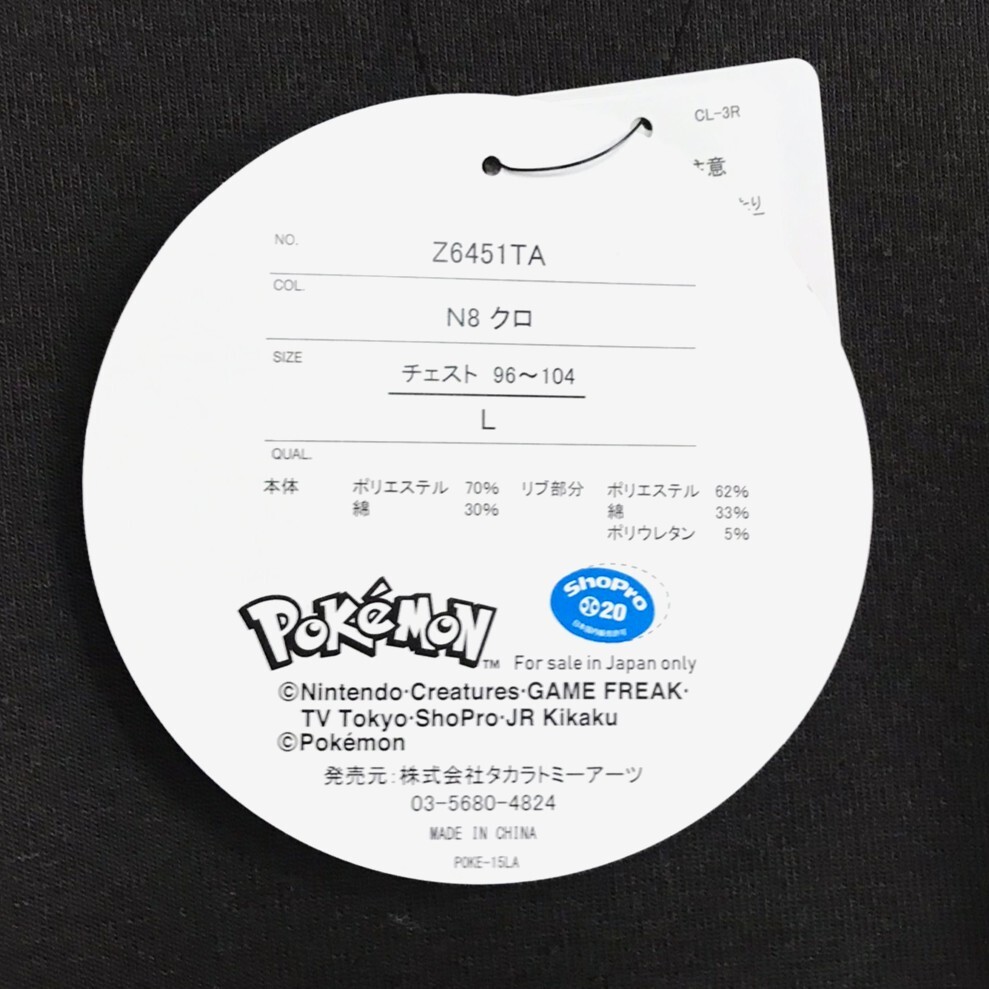 CL-3R
意
NO.
Z6451TA
COL.
N8 クロ
SIZE
チェスト 96〜104
L
QUAL.
本体 ポリエステル 70% リブ部分 ポリエステル 62%
綿 30% 綿 33%
ポリウレタン 5%
ShoPro
20
POKéMON
TM For sale in Japan only
©Nintendo·Creatures·GAME FREAK·
TV Tokyo·ShoPro·JR Kikaku
©Pokémon
発売元:株式会社タカラトミーアーツ
03-5680-4824
MADE IN CHINA
POKE-15LA